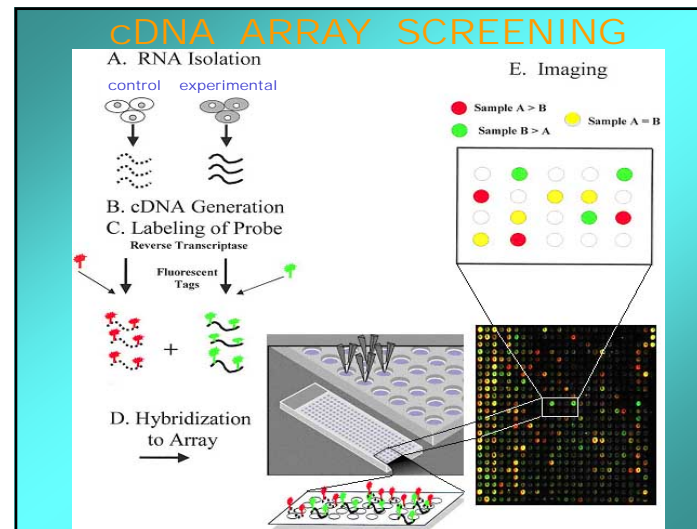 cDNA ARRAY SCREENING
A. RNA Isolation
control experimental
B. cDNA Generation
C. Labeling of Probe
Reverse Transcriptase
Fluorescent
Tags
+
D. Hybridization
to Array
E. Imaging
Sample A > B
Sample B > A
Sample A = B